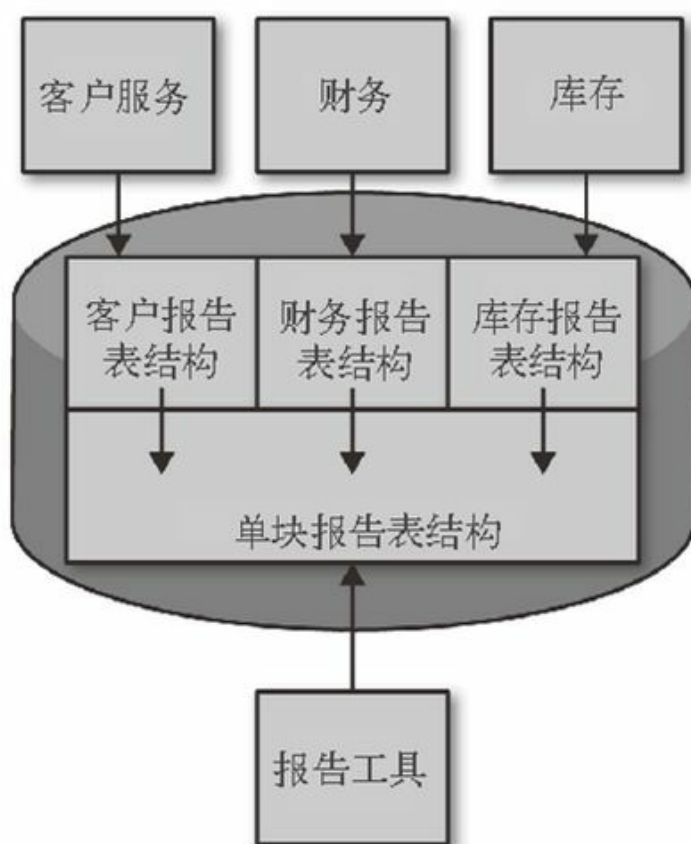 客户服务
财务
库存
客户报告
表结构
财务报告
表结构
库存报告
表结构
单块报告表结构
报告工具